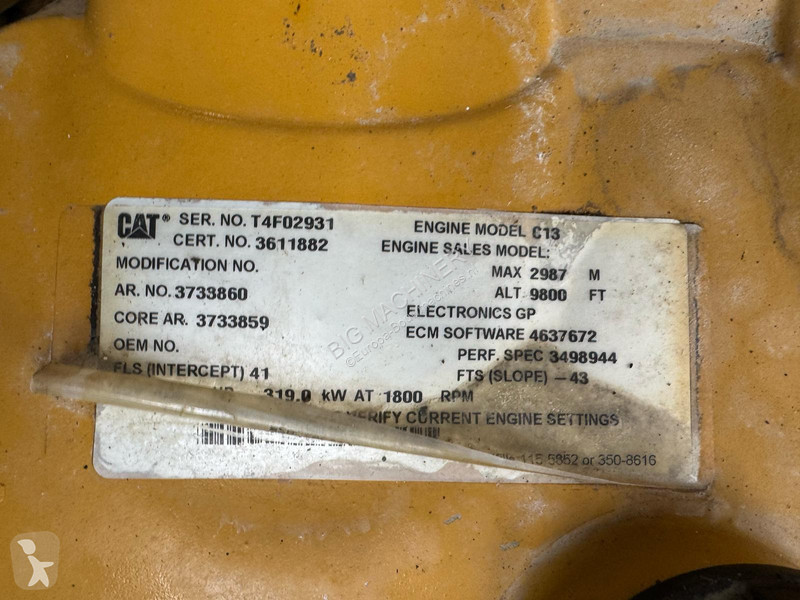 CAT® SER. NO. T4F02931 ENGINE MODEL C13
CERT. NO. 3611882 ENGINE SALES MODEL:
MODIFICATION NO. MAX 2987 M
AR. NO. 3733860 ALT 9800 FT
CORE AR. 3733859 ELECTRONICS GP
ECM SOFTWARE 4637672
OEM NO. PERF. SPEC 3498944
FLS (INTERCEPT) 41 FTS (SLOPE) -43
319.0 kW AT 1800 RPM
VERIFY CURRENT ENGINE SETTINGS
or 350-8616
BIG MACHINERY